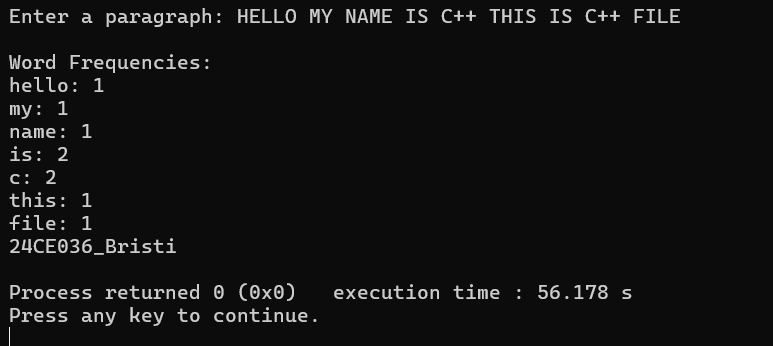 Enter a paragraph: HELLO MY NAME IS C++ THIS IS C++ FILE
Word Frequencies:
hello: 1
my: 1
name: 1
is: 2
c: 2
this: 1
file: 1
24CE036_Bristi
Process returned 0 (0x0)   execution time : 56.178 s
Press any key to continue.